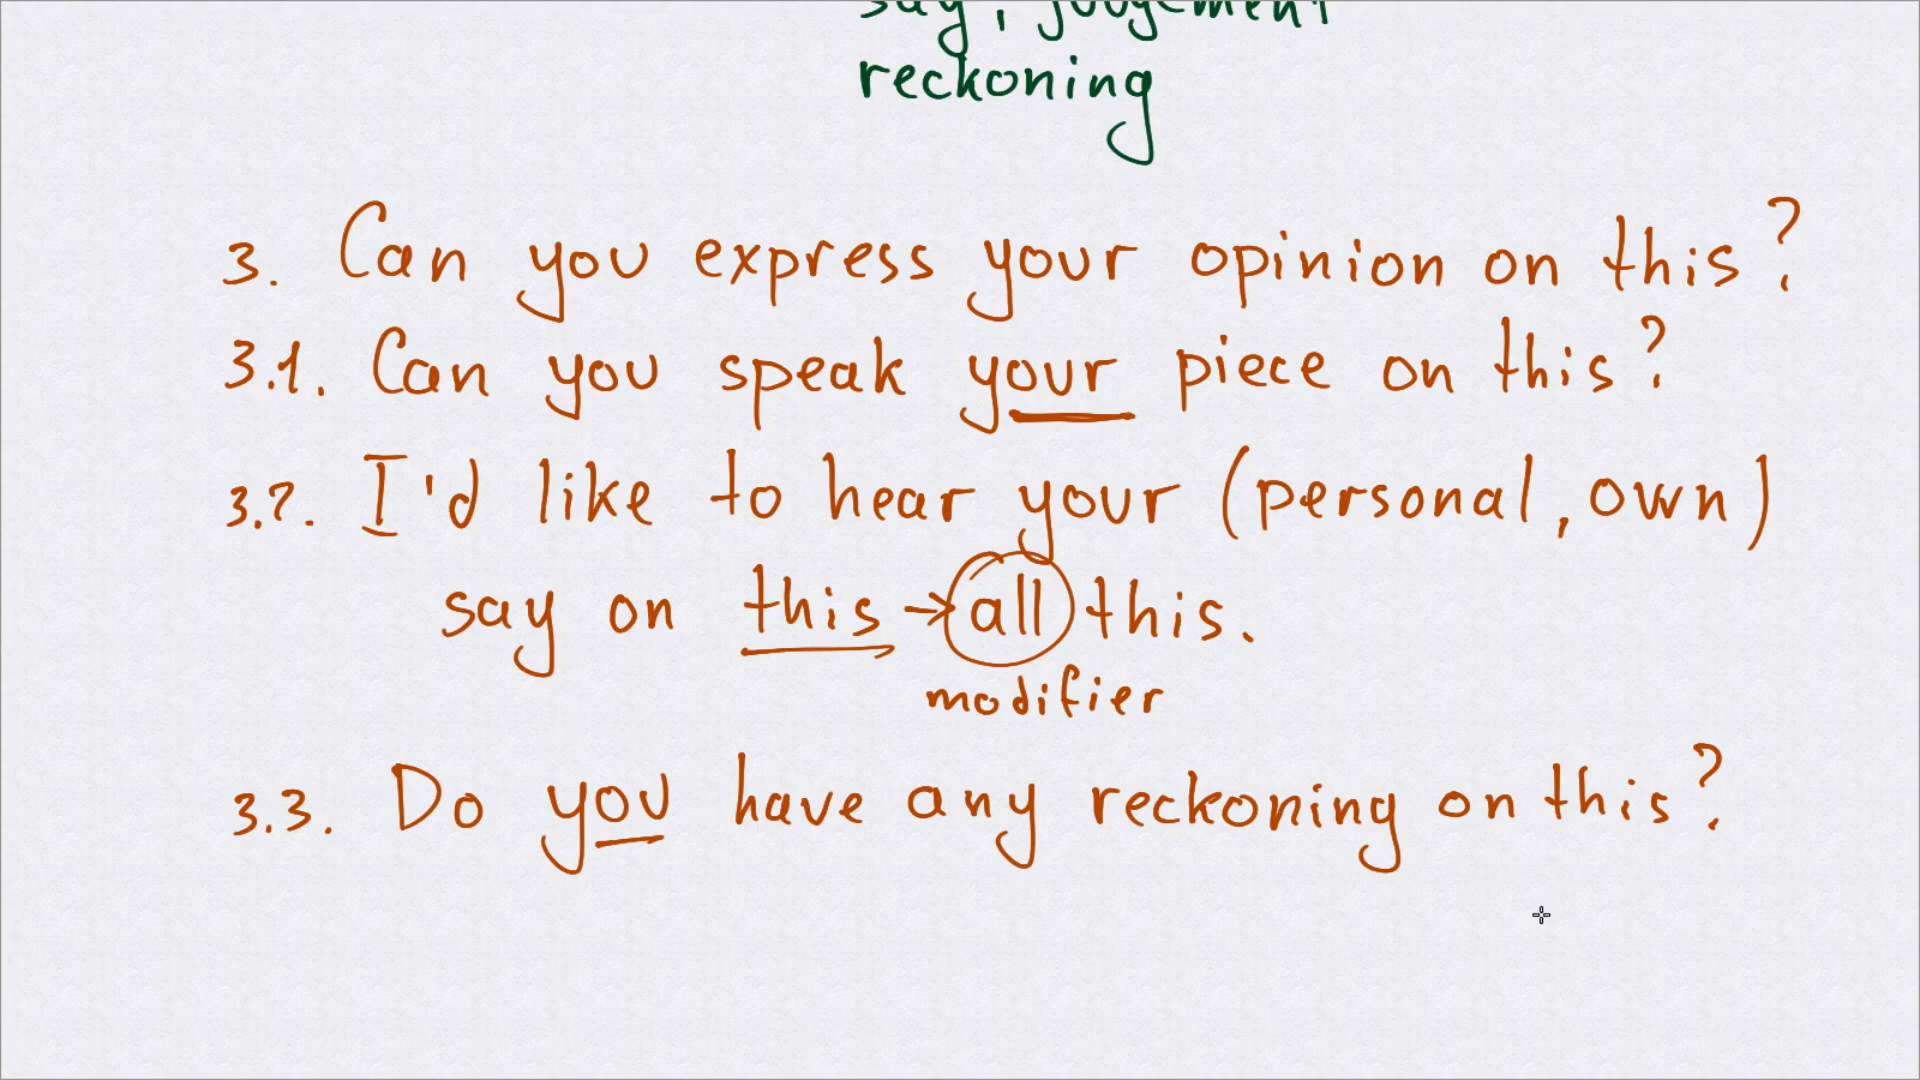 say, judgement
reckoning
3. Can you express your opinion on this?
3.1. Can you speak your piece on this?
3.2. I'd like to hear your (personal, own)
say on this → all this.
modifier
3.3. Do you have any reckoning on this?